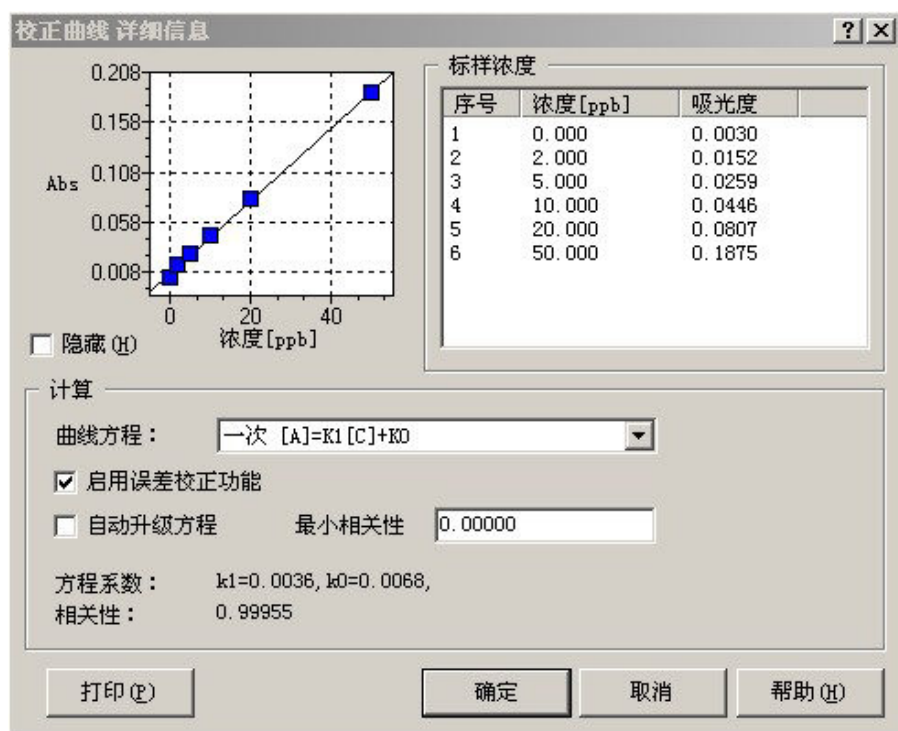 校正曲线 详细信息
0.208
0.158
Abs 0.108
0.058
0.008
0 20 40
浓度[ppb]
隐藏(H)
标样浓度
序号 浓度[ppb] 吸光度
1 0.000 0.0030
2 2.000 0.0152
3 5.000 0.0259
4 10.000 0.0446
5 20.000 0.0807
6 50.000 0.1875
计算
曲线方程： 一次 [A]=K1[C]+K0
启用误差校正功能
自动升级方程 最小相关性 0.00000
方程系数： k1=0.0036,k0=0.0068,
相关性： 0.99955
打印(P) 确定 取消 帮助(H)